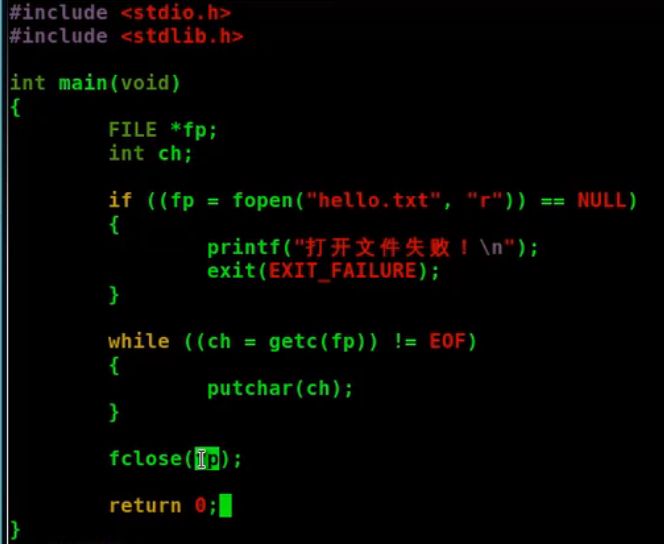 #include <stdio.h>
#include <stdlib.h>
int main(void)
{
FILE *fp;
int ch;
if ((fp = fopen("hello.txt", "r")) == NULL)
{
printf("打开文件失败！\n");
exit(EXIT_FAILURE);
}
while ((ch = getc(fp)) != EOF)
{
putchar(ch);
}
fclose(fp);
return 0;
}